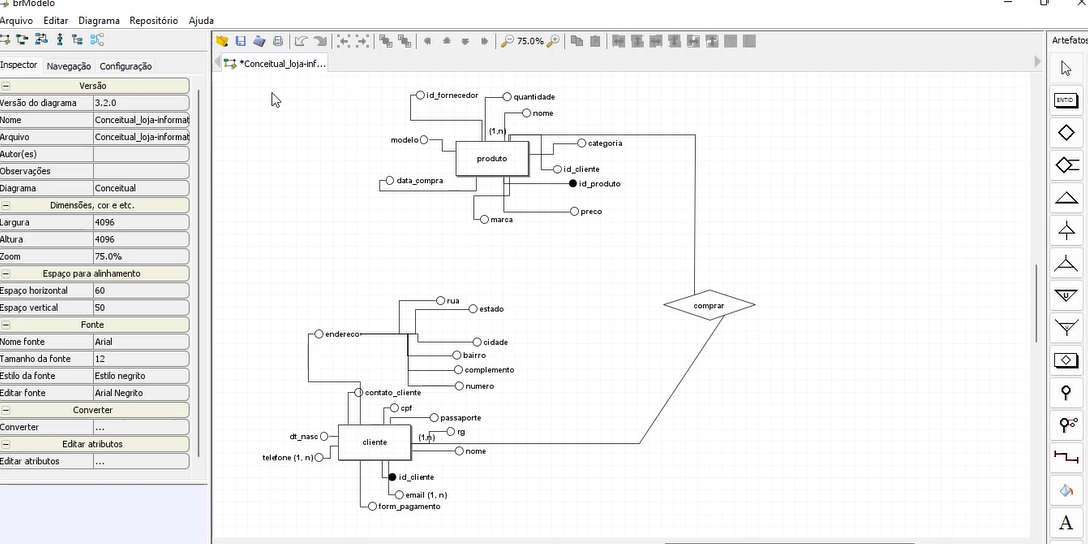 brModelo
Arquivo Editar Diagrama Repositório Ajuda
75.0%
Artefatos
Inspector Navegação Configuração
*Conceitual_loja-inf...
Versão
Versão do diagrama 3.2.0
Nome Conceitual_loja-informat
Arquivo Conceitual_loja-informat
Autor(es)
Observações
Diagrama Conceitual
Dimensões, cor e etc.
Largura 4096
Altura 4096
Zoom 75.0%
Espaço para alinhamento
Espaço horizontal 60
Espaço vertical 50
Fonte
Nome fonte Arial
Tamanho da fonte 12
Estilo da fonte Estilo negrito
Editar fonte Arial Negrito
Converter
Converter ...
Editar atributos
Editar atributos ...
id_fornecedor
quantidade
nome
(1,n)
modelo
categoria
produto
id_cliente
data_compra
id_produto
preco
marca
rua
estado
comprar
endereco
cidade
bairro
complemento
numero
contato_cliente
cpf
passaporte
rg
dt_nasc
(1,n)
cliente
nome
telefone (1, n)
id_cliente
email (1, n)
form_pagamento
ENTID
A